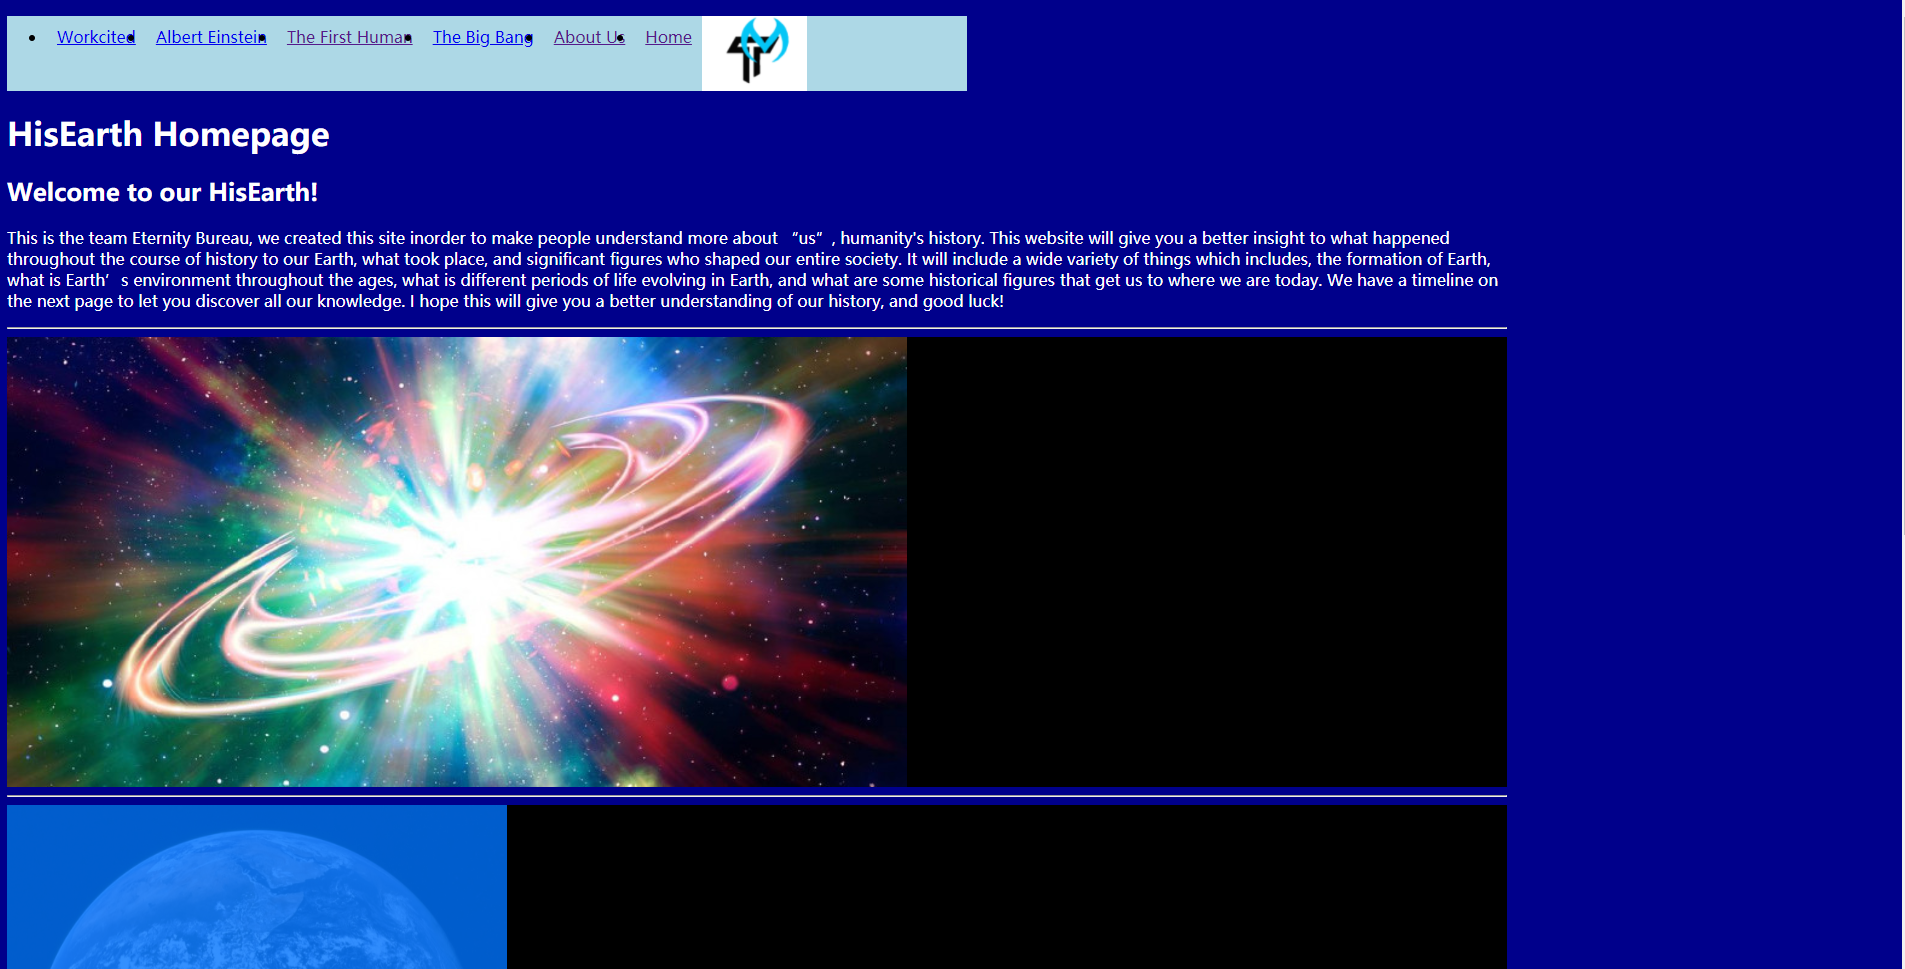 Workcited Albert Einstein The First Human The Big Bang About Us Home
HisEarth Homepage
Welcome to our HisEarth!
This is the team Eternity Bureau, we created this site inorder to make people understand more about “us”, humanity's history. This website will give you a better insight to what happened
throughout the course of history to our Earth, what took place, and significant figures who shaped our entire society. It will include a wide variety of things which includes, the formation of Earth,
what is Earth’s environment throughout the ages, what is different periods of life evolving in Earth, and what are some historical figures that get us to where we are today. We have a timeline on
the next page to let you discover all our knowledge. I hope this will give you a better understanding of our history, and good luck!